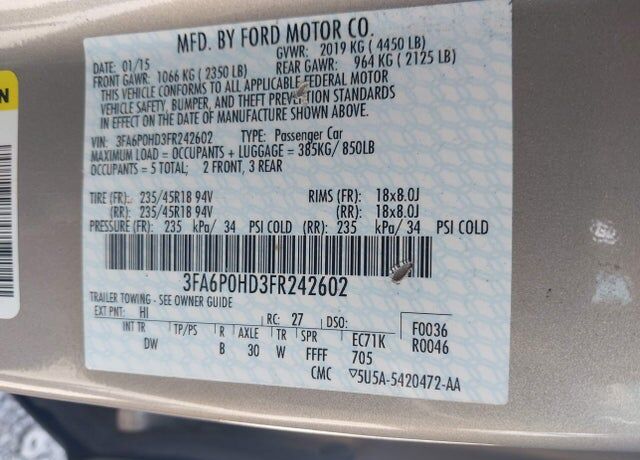 MFD. BY FORD MOTOR CO.
DATE: 01/15 GVWR: 2019 KG ( 4450 LB)
FRONT GAWR: 1066 KG ( 2350 LB) REAR GAWR: 964 KG ( 2125 LB)
THIS VEHICLE CONFORMS TO ALL APPLICABLE FEDERAL MOTOR
VEHICLE SAFETY, BUMPER, AND THEFT PREVENTION STANDARDS
IN EFFECT ON THE DATE OF MANUFACTURE SHOWN ABOVE.
VIN: 3FA6P0HD3FR242602 TYPE: Passenger Car
MAXIMUM LOAD = OCCUPANTS + LUGGAGE = 385KG/ 850LB
OCCUPANTS = 5 TOTAL; 2 FRONT, 3 REAR
TIRE (FR): 235/45R18 94V RIMS (FR): 18x8.0J
(RR): 235/45R18 94V (RR): 18x8.0J
PRESSURE (FR): 235 kPa/ 34 PSI COLD (RR): 235 kPa/ 34 PSI COLD
3FA6P0HD3FR242602
TRAILER TOWING - SEE OWNER GUIDE
EXT PNT: HI RC: 27 DSO: F0036
INT TR TP/PS R AXLE TR SPR EC71K R0046
DW B 30 W FFFF 705
CMC ▽5U5A-5420472-AA
N